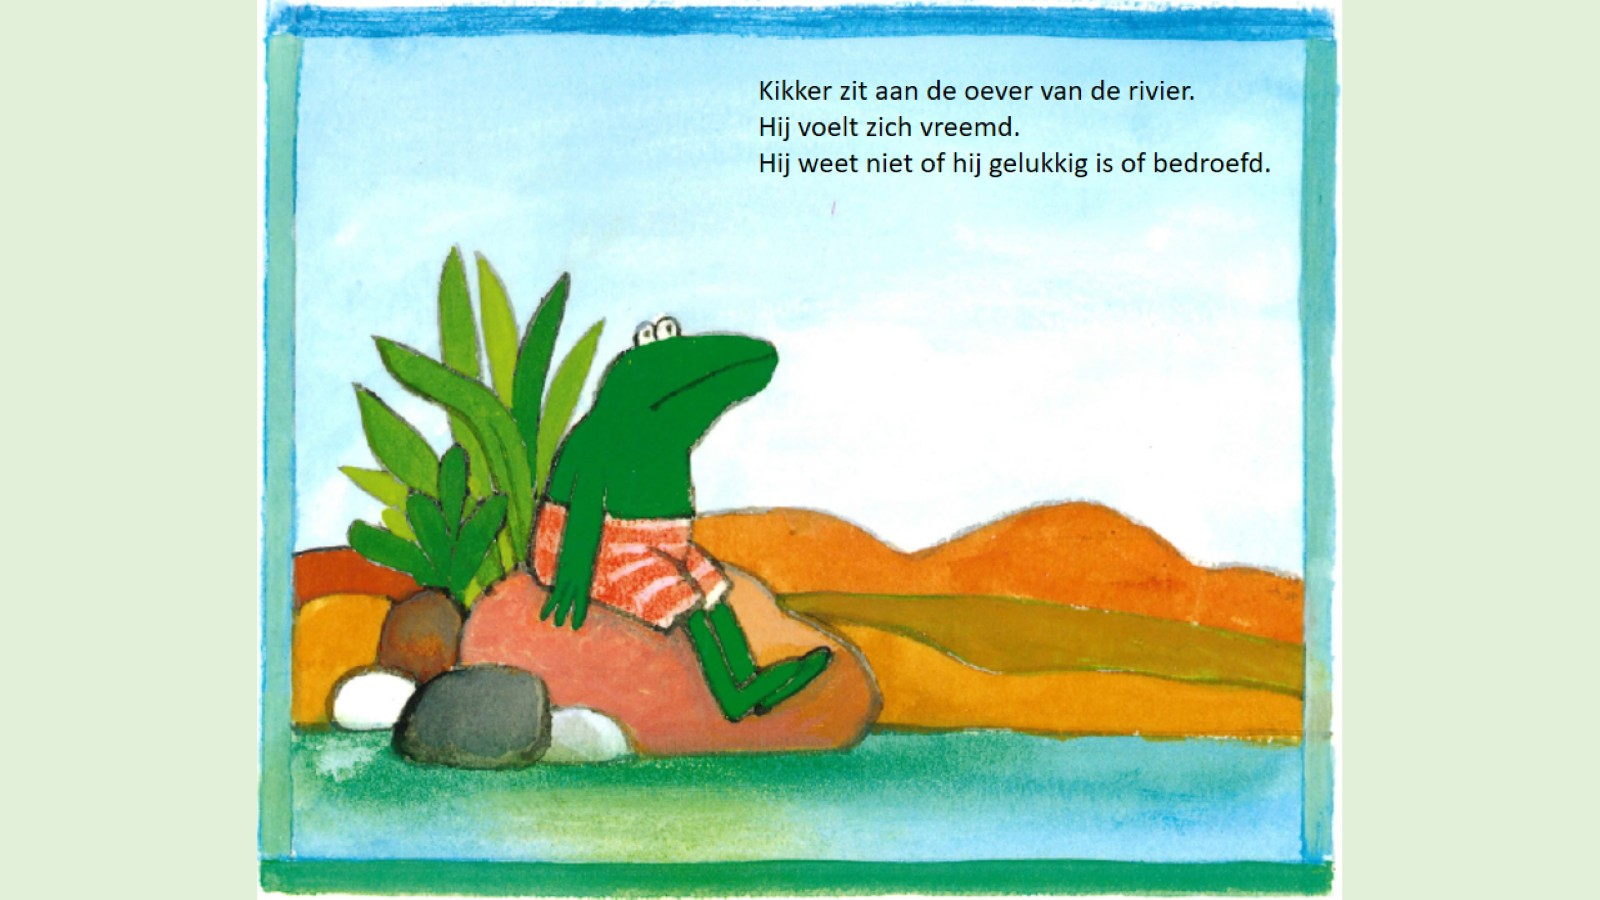 Kikker zit aan de oever van de rivier.
Hij voelt zich vreemd.
Hij weet niet of hij gelukkig is of bedroefd.